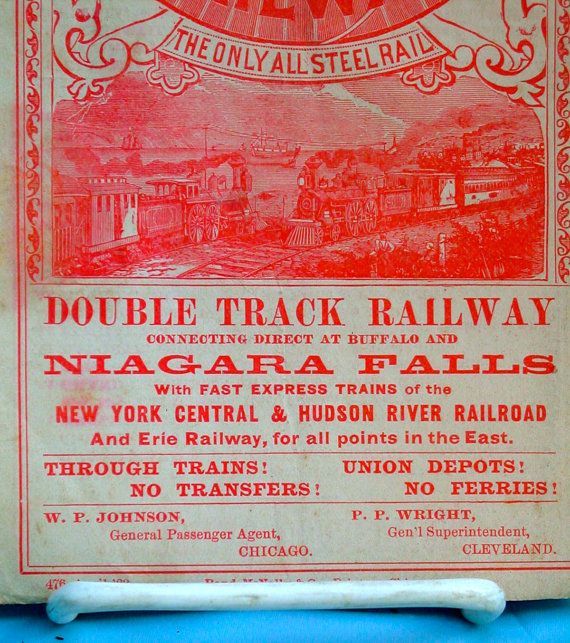 THE ONLY ALL STEEL RAIL
DOUBLE TRACK RAILWAY
CONNECTING DIRECT AT BUFFALO AND
NIAGARA FALLS
With FAST EXPRESS TRAINS of the
NEW YORK CENTRAL & HUDSON RIVER RAILROAD
And Erie Railway, for all points in the East.
THROUGH TRAINS! UNION DEPOTS!
NO TRANSFERS! NO FERRIES!
W. P. JOHNSON, P. P. WRIGHT,
General Passenger Agent, Gen'l Superintendent,
CHICAGO. CLEVELAND.
476